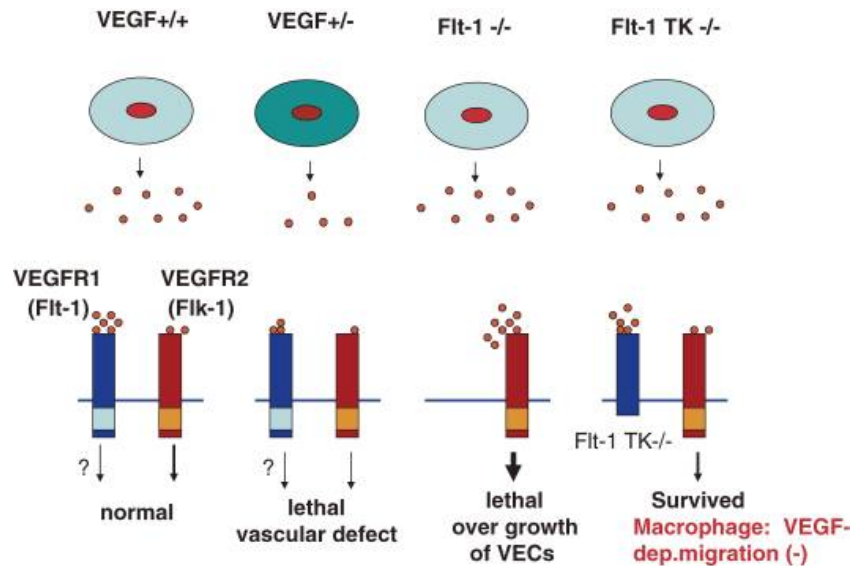 VEGF+/+ VEGF+/- Flt-1 -/- Flt-1 TK -/-
VEGFR1 VEGFR2
(Flt-1) (Flk-1)
Flt-1 TK-/-
? ?
normal lethal lethal Survived
vascular defect over growth Macrophage: VEGF-
of VECs dep.migration (-)